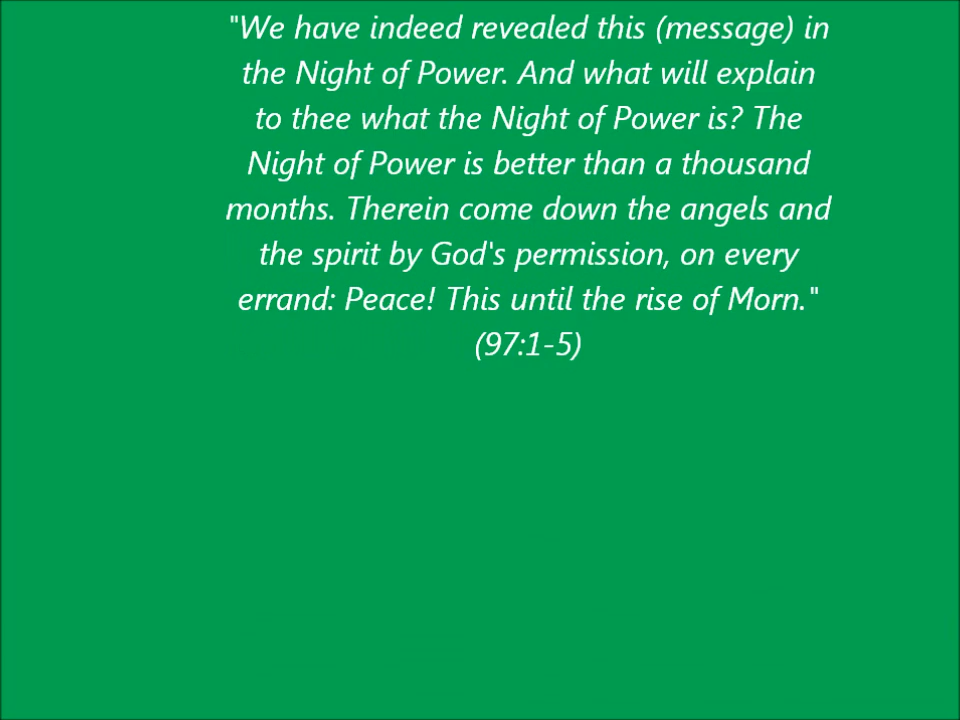 "We have indeed revealed this (message) in
the Night of Power. And what will explain
to thee what the Night of Power is? The
Night of Power is better than a thousand
months. Therein come down the angels and
the spirit by God's permission, on every
errand: Peace! This until the rise of Morn."
(97:1-5)